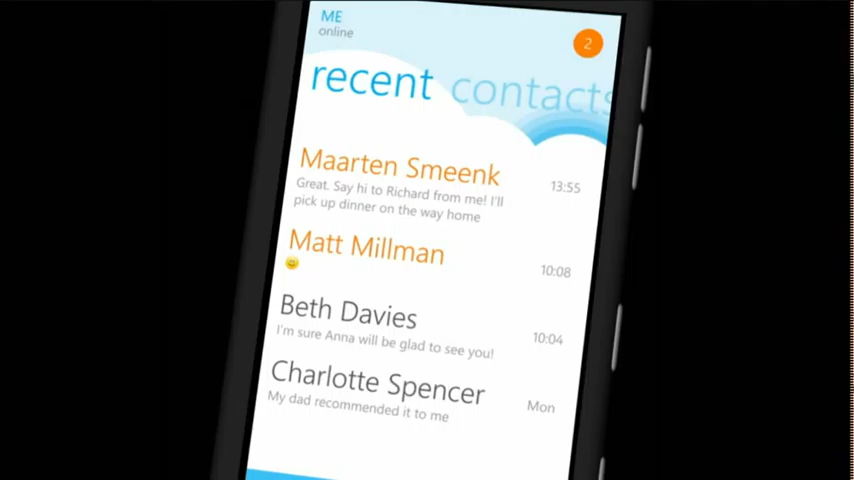 ME
online
2
recent contacts
Maarten Smeenk 13:55
Great. Say hi to Richard from me! I'll
pick up dinner on the way home
Matt Millman
10:08
Beth Davies 10:04
I'm sure Anna will be glad to see you!
Charlotte Spencer Mon
My dad recommended it to me